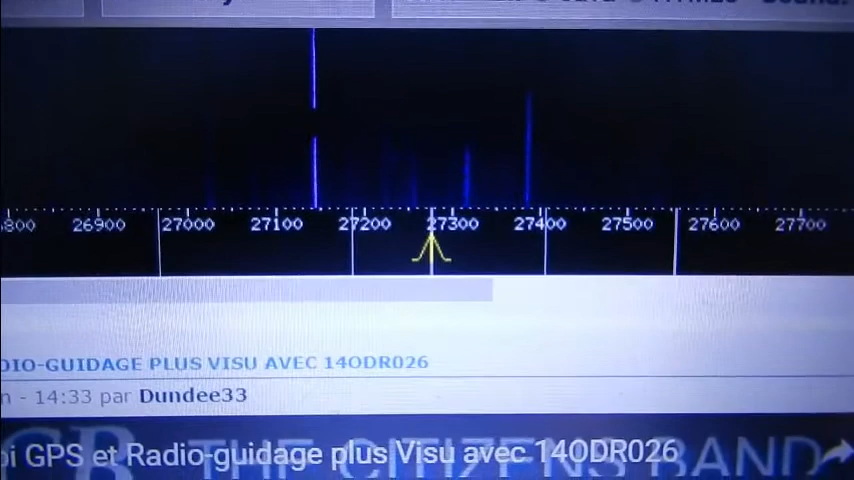 26900 27000 27100 27200 27300 27400 27500 27600 27700
DIO-GUIDAGE PLUS VISU AVEC 14ODR026
- 14:33 par Dundee33
THE CITIZENS BAND
GPS et Radio-guidage plus Visu avec 14ODR026